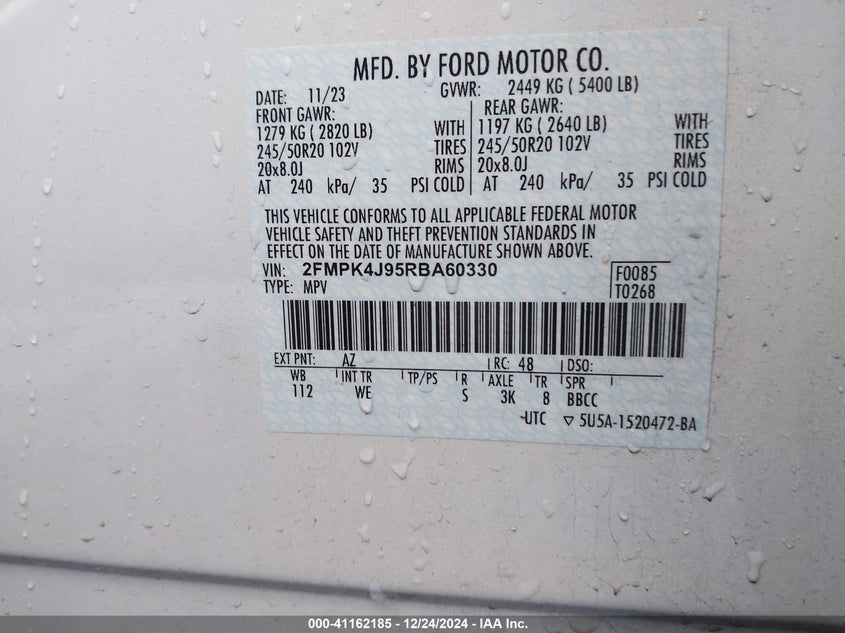 MFD. BY FORD MOTOR CO.
DATE: 11/23 GVWR: 2449 KG ( 5400 LB)
FRONT GAWR: REAR GAWR:
1279 KG ( 2820 LB) WITH 1197 KG ( 2640 LB) WITH
245/50R20 102V TIRES 245/50R20 102V TIRES
20x8.0J RIMS 20x8.0J RIMS
AT 240 kPa/ 35 PSI COLD AT 240 kPa/ 35 PSI COLD
THIS VEHICLE CONFORMS TO ALL APPLICABLE FEDERAL MOTOR
VEHICLE SAFETY AND THEFT PREVENTION STANDARDS IN
EFFECT ON THE DATE OF MANUFACTURE SHOWN ABOVE.
VIN: 2FMPK4J95RBA60330 F0085
TYPE: MPV T0268
EXT PNT: AZ RC: 48 DSO:
WB INT TR TP/PS R AXLE TR SPR
112 WE S 3K 8 BBCC
UTC ▽ 5U5A-1520472-BA
000-41162185 - 12/24/2024 - IAA Inc.